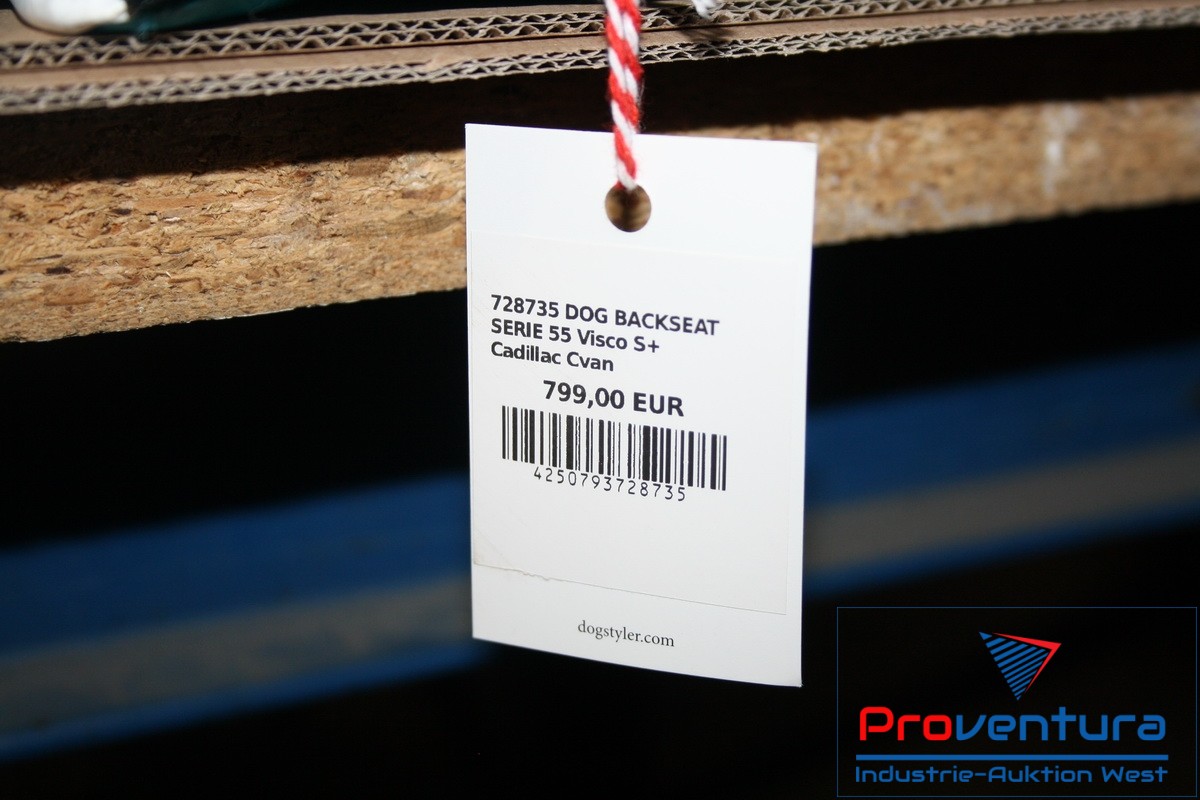 728735 DOG BACKSEAT
SERIE 55 Visco S+
Cadillac Cvan
799,00 EUR
4250793728735
dogstyler.com
Proventura
Industrie-Auktion West